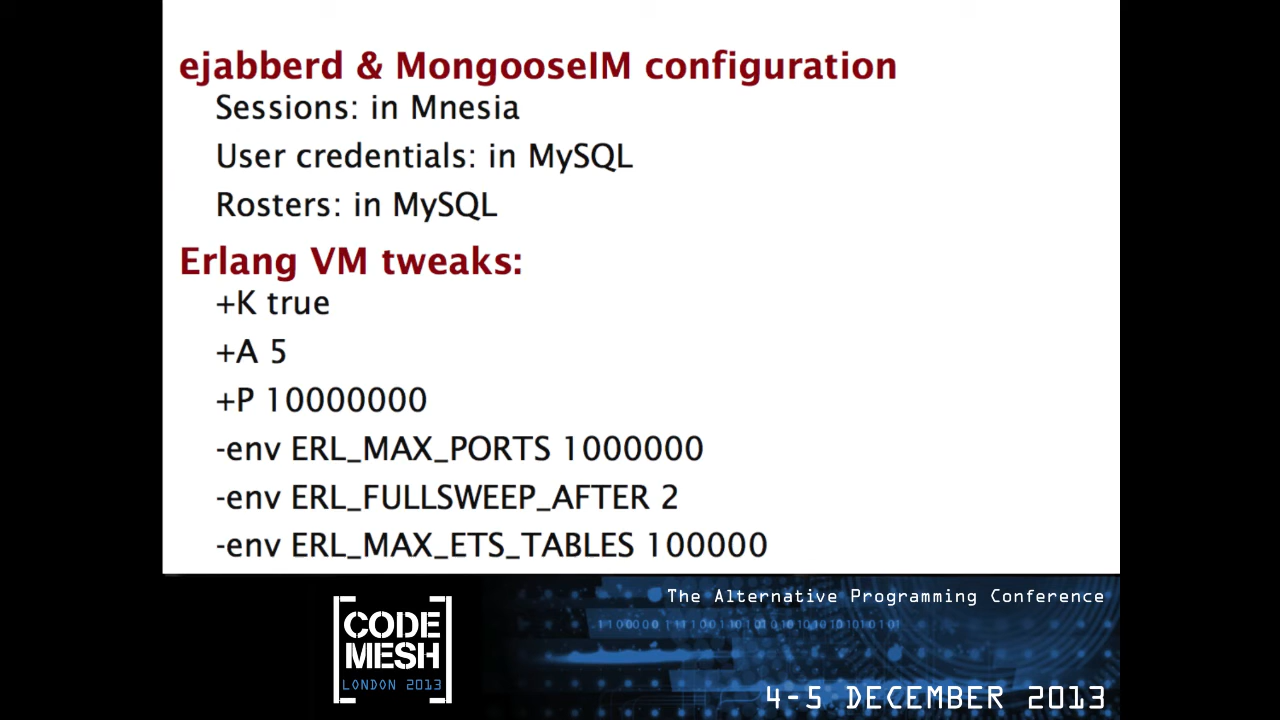 ejabberd & MongooseIM configuration
Sessions: in Mnesia
User credentials: in MySQL
Rosters: in MySQL
Erlang VM tweaks:
+K true
+A 5
+P 10000000
-env ERL_MAX_PORTS 1000000
-env ERL_FULLSWEEP_AFTER 2
-env ERL_MAX_ETS_TABLES 100000
The Alternative Programming Conference
CODE
MESH
LONDON 2013
4-5 DECEMBER 2013